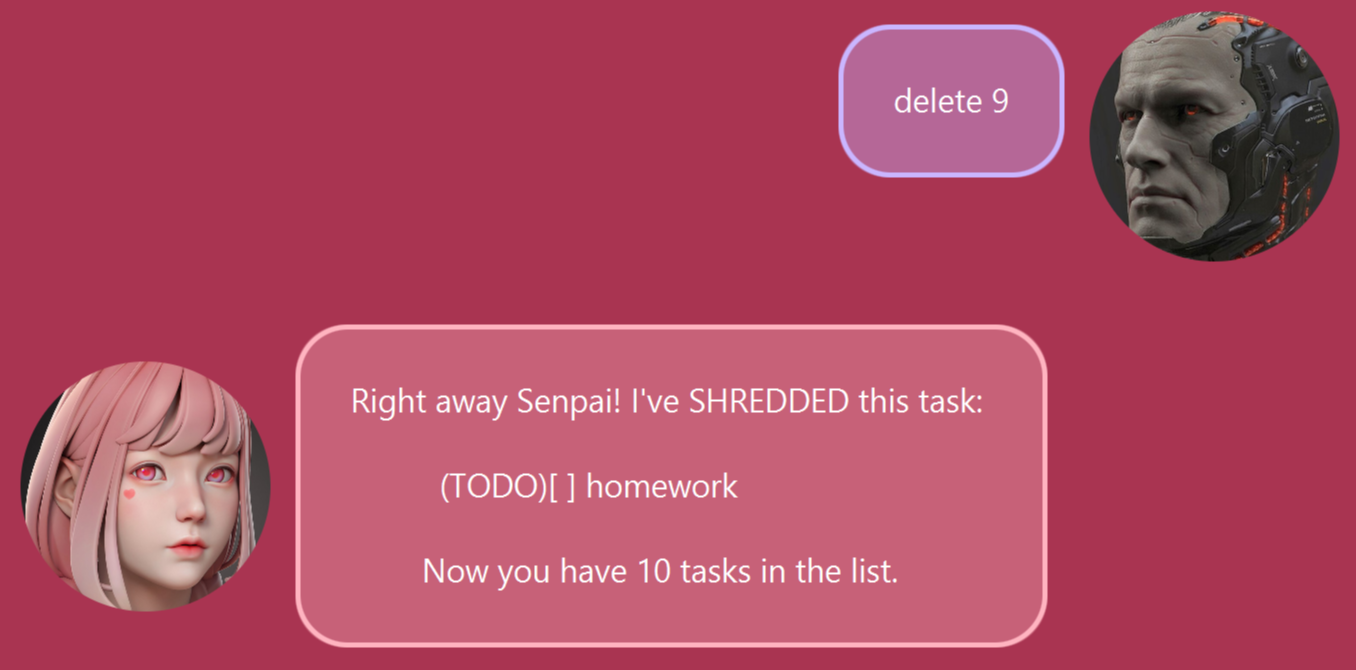 delete 9
Right away Senpai! I've SHREDDED this task:
(TODO)[ ] homework
Now you have 10 tasks in the list.